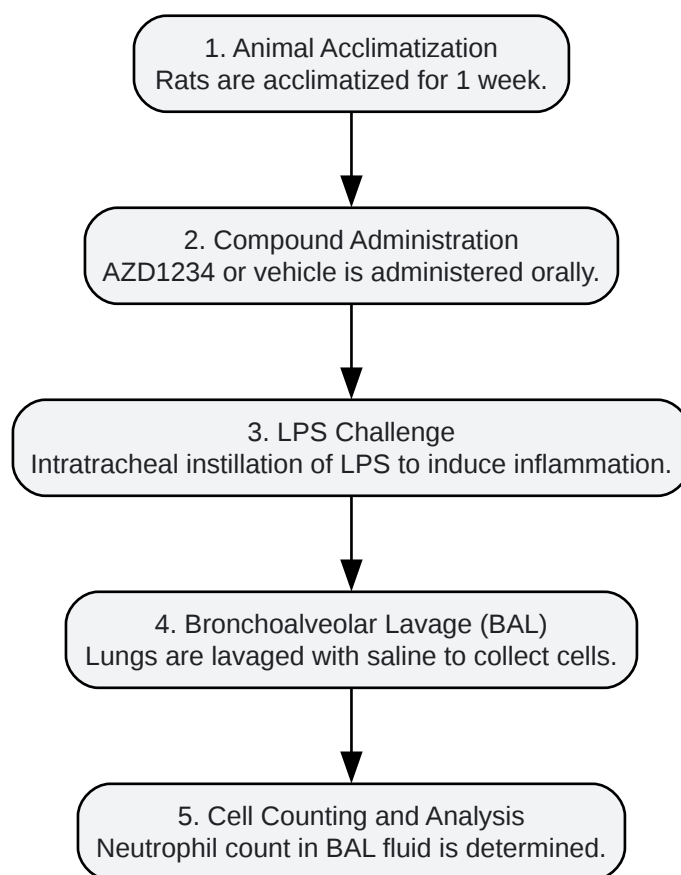 1. Animal Acclimatization
Rats are acclimatized for 1 week.
2. Compound Administration
AZD1234 or vehicle is administered orally.
3. LPS Challenge
Intratracheal instillation of LPS to induce inflammation.
4. Bronchoalveolar Lavage (BAL)
Lungs are lavaged with saline to collect cells.
5. Cell Counting and Analysis
Neutrophil count in BAL fluid is determined.